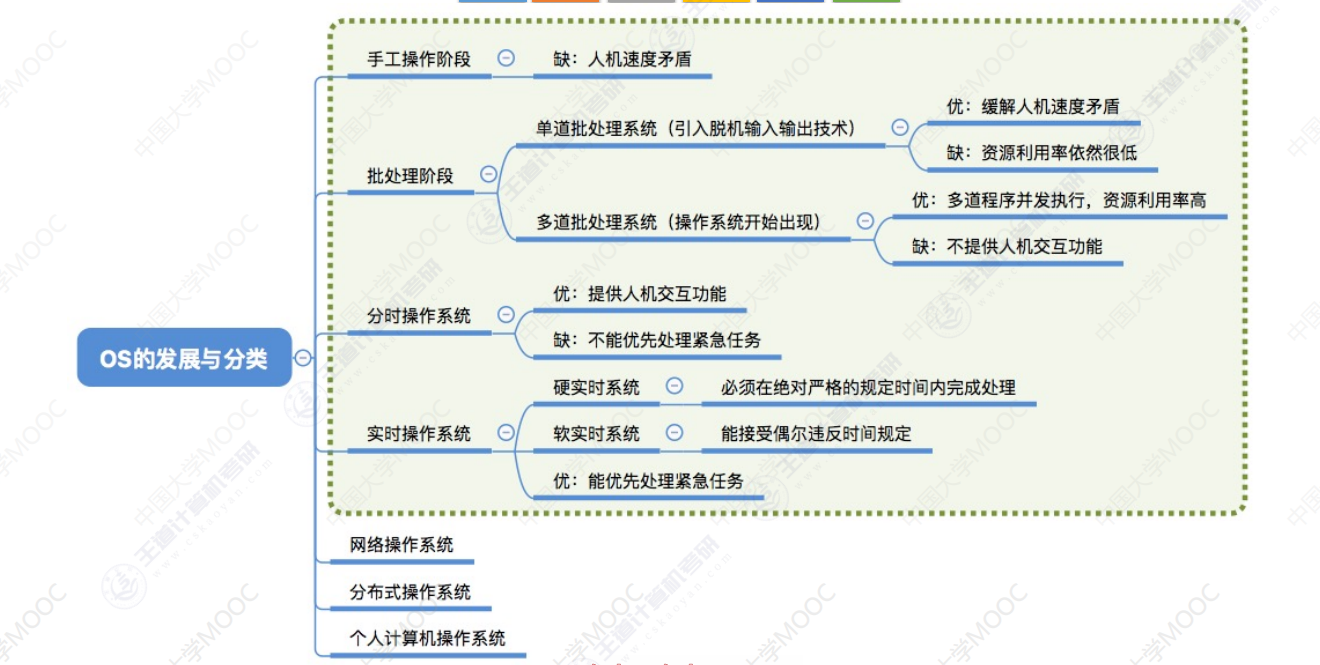 手工操作阶段
缺：人机速度矛盾
批处理阶段
单道批处理系统（引入脱机输入输出技术）
优：缓解人机速度矛盾
缺：资源利用率依然很低
多道批处理系统（操作系统开始出现）
优：多道程序并发执行，资源利用率高
缺：不提供人机交互功能
OS的发展与分类
分时操作系统
优：提供人机交互功能
缺：不能优先处理紧急任务
实时操作系统
硬实时系统
必须在绝对严格的规定时间内完成处理
软实时系统
能接受偶尔违反时间规定
优：能优先处理紧急任务
网络操作系统
分布式操作系统
个人计算机操作系统
中国大学MOOC
王道计算机考研
www.cskaoyan.com